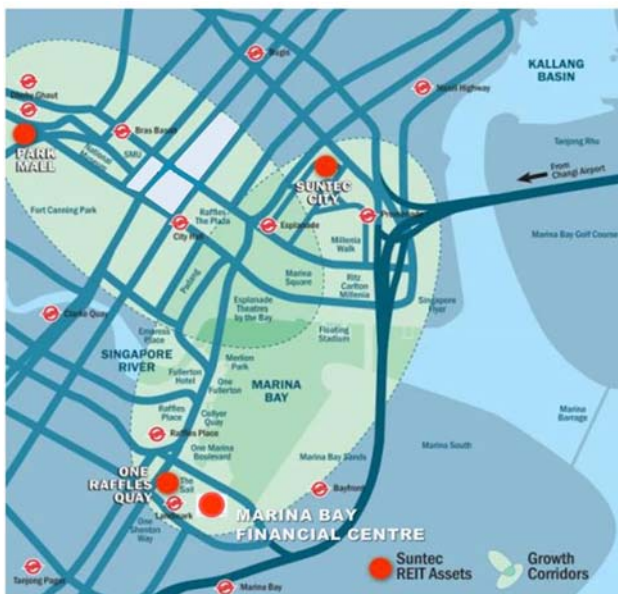 Bugis
KALLANG
BASIN
Dhoby Ghaut
Nicoll Highway
Bras Basah
Tanjong Rhu
PARK
MALL
National
Museum
SMU
From
Changi Airport
SUNTEC
CITY
Fort Canning Park
Raffles
The Plaza
Esplanade
Promenade
City Hall
Millenia
Walk
Marina Bay Golf Course
Padang
Marina
Square
Ritz
Carlton
Millenia
Esplanade
Theatres
by the Bay
Singapore
Flyer
Clarke Quay
Empress
Place
Floating
Stadium
SINGAPORE
RIVER
Merlion
Park
Fullerton
Hotel
One
Fullerton
MARINA
BAY
Raffles
Place
Collyer
Quay
Marina
Barrage
Raffles Place
One Marina
Boulevard
Marina Bay Sands
Marina South
ONE
RAFFLES
QUAY
The
Sail
Bayfront
Landmark
MARINA BAY
FINANCIAL CENTRE
One
Shenton
Way
Suntec
REIT Assets
Growth
Corridors
Tanjong Pagar
Marina Bay